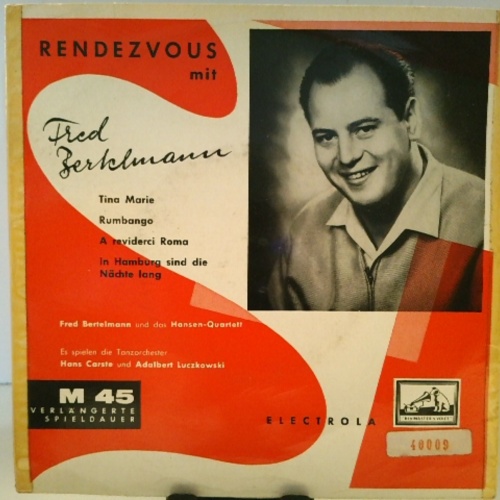 RENDEZVOUS
mit
Fred
Bertelmann
Tina Marie
Rumbango
A reviderci Roma
In Hamburg sind die
Nächte lang
Fred Bertelmann und das Hansen-Quartett
Es spielen die Tanzorchester
Hans Carste und Adalbert Luczkowski
M 45
VERLÄNGERTE
SPIELDAUER
ELECTROLA
40009